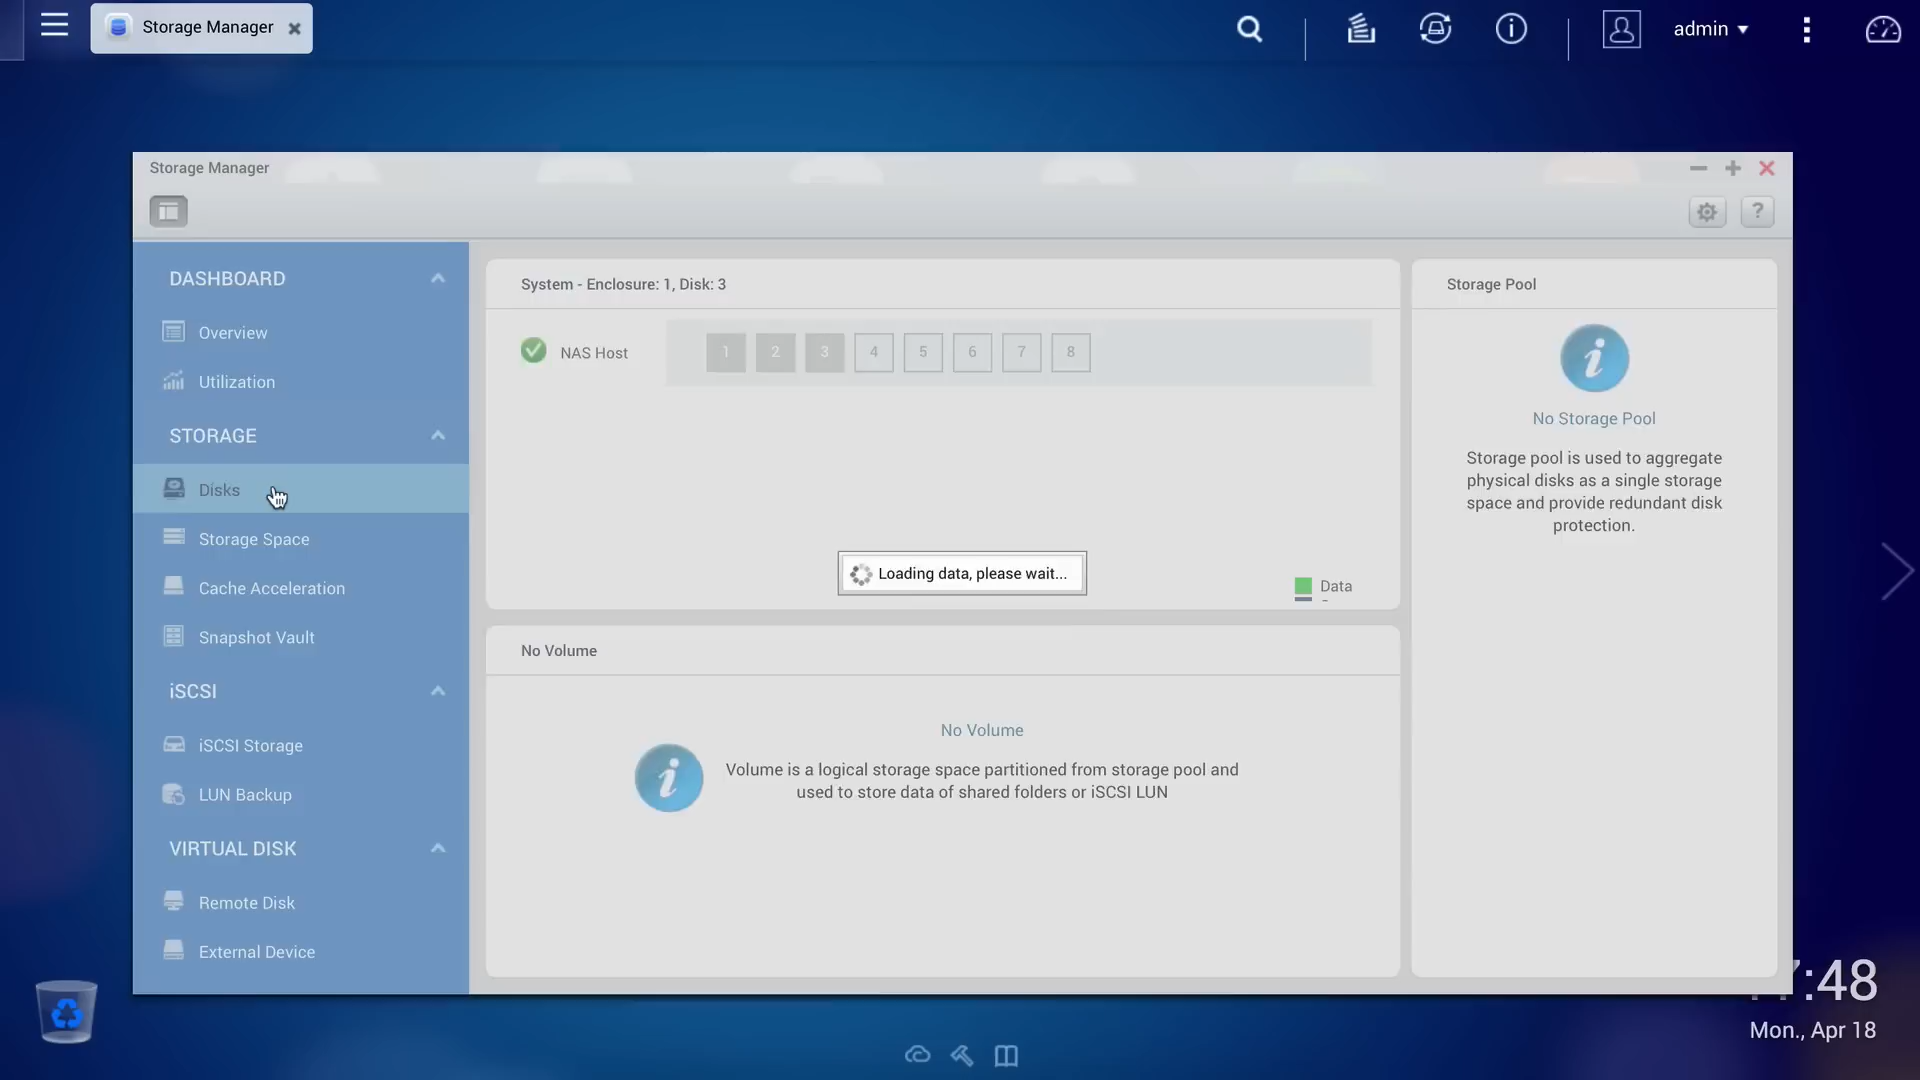 Storage Manager
admin
Storage Manager
?
DASHBOARD
Overview
Utilization
STORAGE
Disks
Storage Space
Cache Acceleration
Snapshot Vault
iSCSI
iSCSI Storage
LUN Backup
VIRTUAL DISK
Remote Disk
External Device
System - Enclosure: 1, Disk: 3
NAS Host
1 2 3 4 5 6 7 8
Loading data, please wait...
Data
No Volume
No Volume
Volume is a logical storage space partitioned from storage pool and
used to store data of shared folders or iSCSI LUN
Storage Pool
No Storage Pool
Storage pool is used to aggregate
physical disks as a single storage
space and provide redundant disk
protection.
:48
Mon., Apr 18